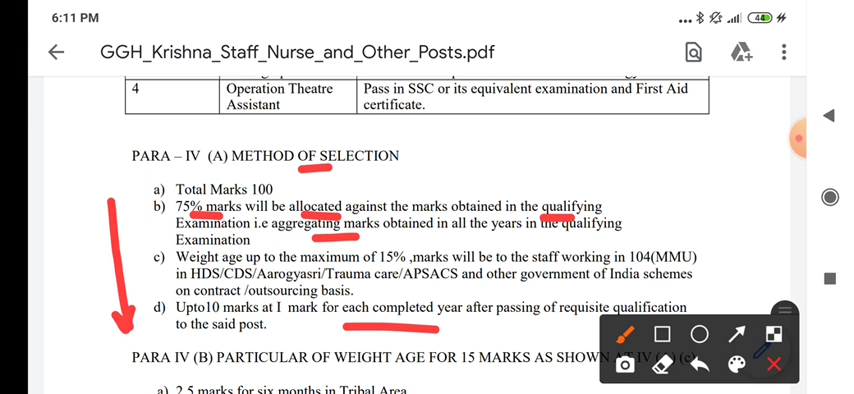 6:11 PM
44
GGH_Krishna_Staff_Nurse_and_Other_Posts.pdf
4 Operation Theatre Assistant Pass in SSC or its equivalent examination and First Aid certificate.
PARA – IV (A) METHOD OF SELECTION
a) Total Marks 100
b) 75% marks will be allocated against the marks obtained in the qualifying
Examination i.e aggregating marks obtained in all the years in the qualifying
Examination
c) Weight age up to the maximum of 15% ,marks will be to the staff working in 104(MMU)
in HDS/CDS/Aarogyasri/Trauma care/APSACS and other government of India schemes
on contract /outsourcing basis.
d) Upto10 marks at I mark for each completed year after passing of requisite qualification
to the said post.
PARA IV (B) PARTICULAR OF WEIGHT AGE FOR 15 MARKS AS SHOWN AT IV (c)
a) 2.5 marks for six months in Tribal Area